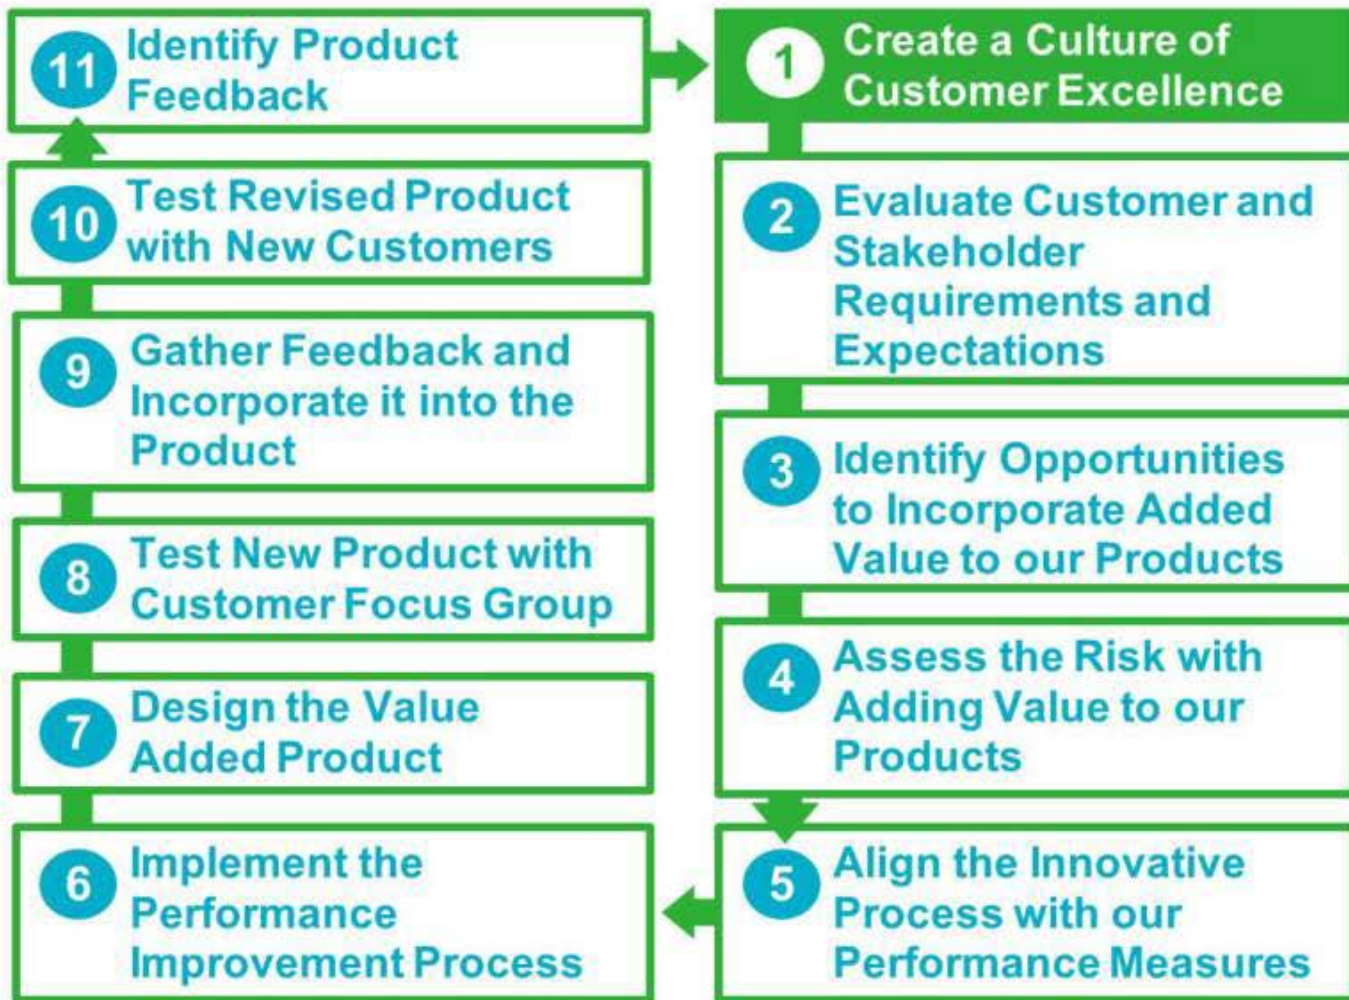 1
Create a Culture of
Customer Excellence
2
Evaluate Customer and
Stakeholder
Requirements and
Expectations
3
Identify Opportunities
to Incorporate Added
Value to our Products
4
Assess the Risk with
Adding Value to our
Products
5
Align the Innovative
Process with our
Performance Measures
6
Implement the
Performance
Improvement Process
7
Design the Value
Added Product
8
Test New Product with
Customer Focus Group
9
Gather Feedback and
Incorporate it into the
Product
10
Test Revised Product
with New Customers
11
Identify Product
Feedback